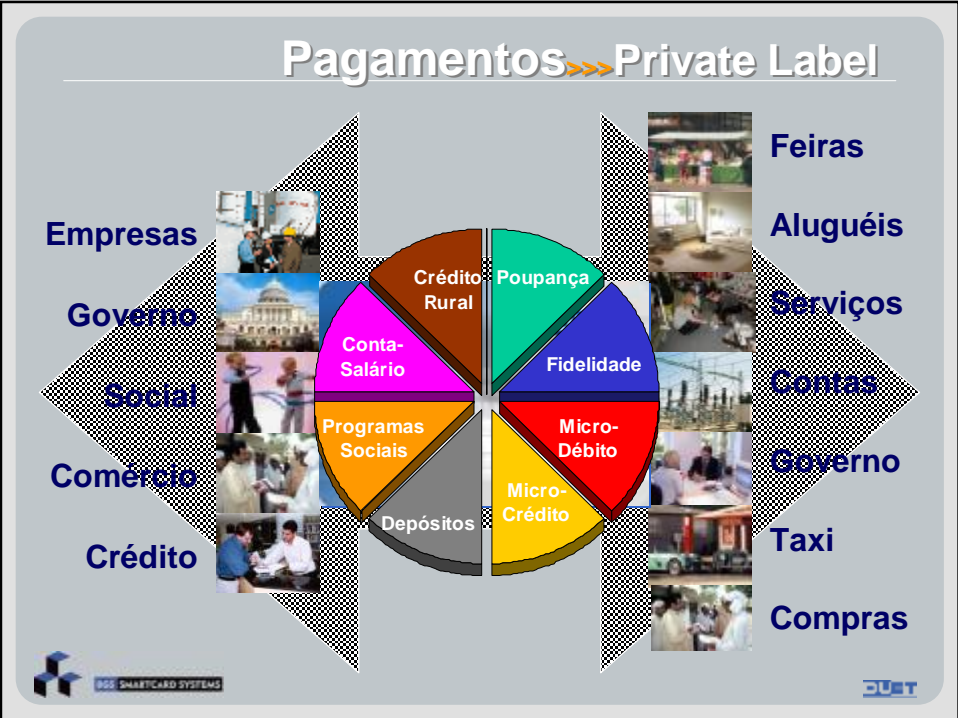 Pagamentos>>>Private Label
Empresas
Governo
Social
Comércio
Crédito
Crédito
Rural
Poupança
Conta-
Salário
Fidelidade
Programas
Sociais
Micro-
Débito
Depósitos
Micro-
Crédito
Feiras
Aluguéis
Serviços
Contas
Governo
Taxi
Compras
BGS SMARTCARD SYSTEMS
DUET